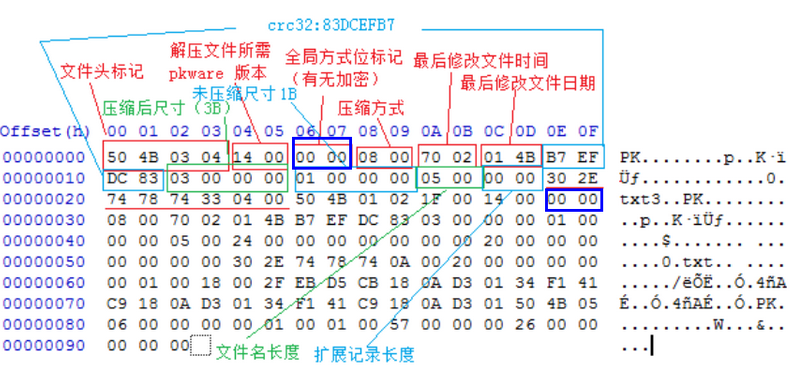 crc32:83DCEFB7
解压文件所需
pkware 版本
全局方式位标记
(有无加密)
最后修改文件时间
文件头标记
最后修改文件日期
压缩后尺寸(3B)
未压缩尺寸1B
压缩方式
Offset(h) 00 01 02 03 04 05 06 07 08 09 0A 0B 0C 0D 0E 0F
00000000 50 4B 03 04 14 00 00 00 08 00 70 02 01 4B B7 EF PK........p..K·ï
00000010 DC 83 03 00 00 00 01 00 00 00 05 00 00 00 30 2E Üƒ............0.
00000020 74 78 74 33 04 00 50 4B 01 02 1F 00 14 00 00 00 txt3..PK........
00000030 08 00 70 02 01 4B B7 EF DC 83 03 00 00 00 01 00 ..p..K·ïÜƒ......
00000040 00 00 05 00 24 00 00 00 00 00 00 00 20 00 00 00 ....$....... ...
00000050 00 00 30 2E 74 78 74 0A 00 20 00 00 00 00 00 ....0.txt.. ....
00000060 00 01 00 18 00 2F EB D5 CB 18 0A D3 01 34 F1 41 ...../ëÕË..Ó.4ñA
00000070 C9 18 0A D3 01 34 F1 41 C9 18 0A D3 01 50 4B 05 É..Ó.4ñAÉ..Ó.PK.
00000080 06 00 00 00 00 01 00 01 00 57 00 00 00 26 00 00 .........W...&..
00000090 00 00 00 ...
文件名长度
扩展记录长度